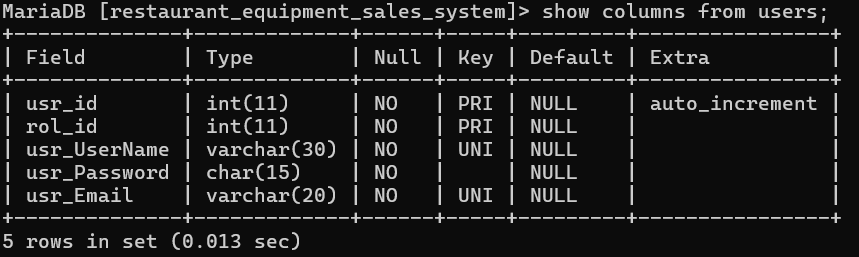 MariaDB [restaurant_equipment_sales_system]> show columns from users;
+--------------+-------------+------+-----+---------+----------------+
| Field        | Type        | Null | Key | Default | Extra          |
+--------------+-------------+------+-----+---------+----------------+
| usr_id       | int(11)     | NO   | PRI | NULL    | auto_increment |
| rol_id       | int(11)     | NO   | PRI | NULL    |                |
| usr_UserName | varchar(30) | NO   | UNI | NULL    |                |
| usr_Password | char(15)    | NO   |     | NULL    |                |
| usr_Email    | varchar(20) | NO   | UNI | NULL    |                |
+--------------+-------------+------+-----+---------+----------------+
5 rows in set (0.013 sec)